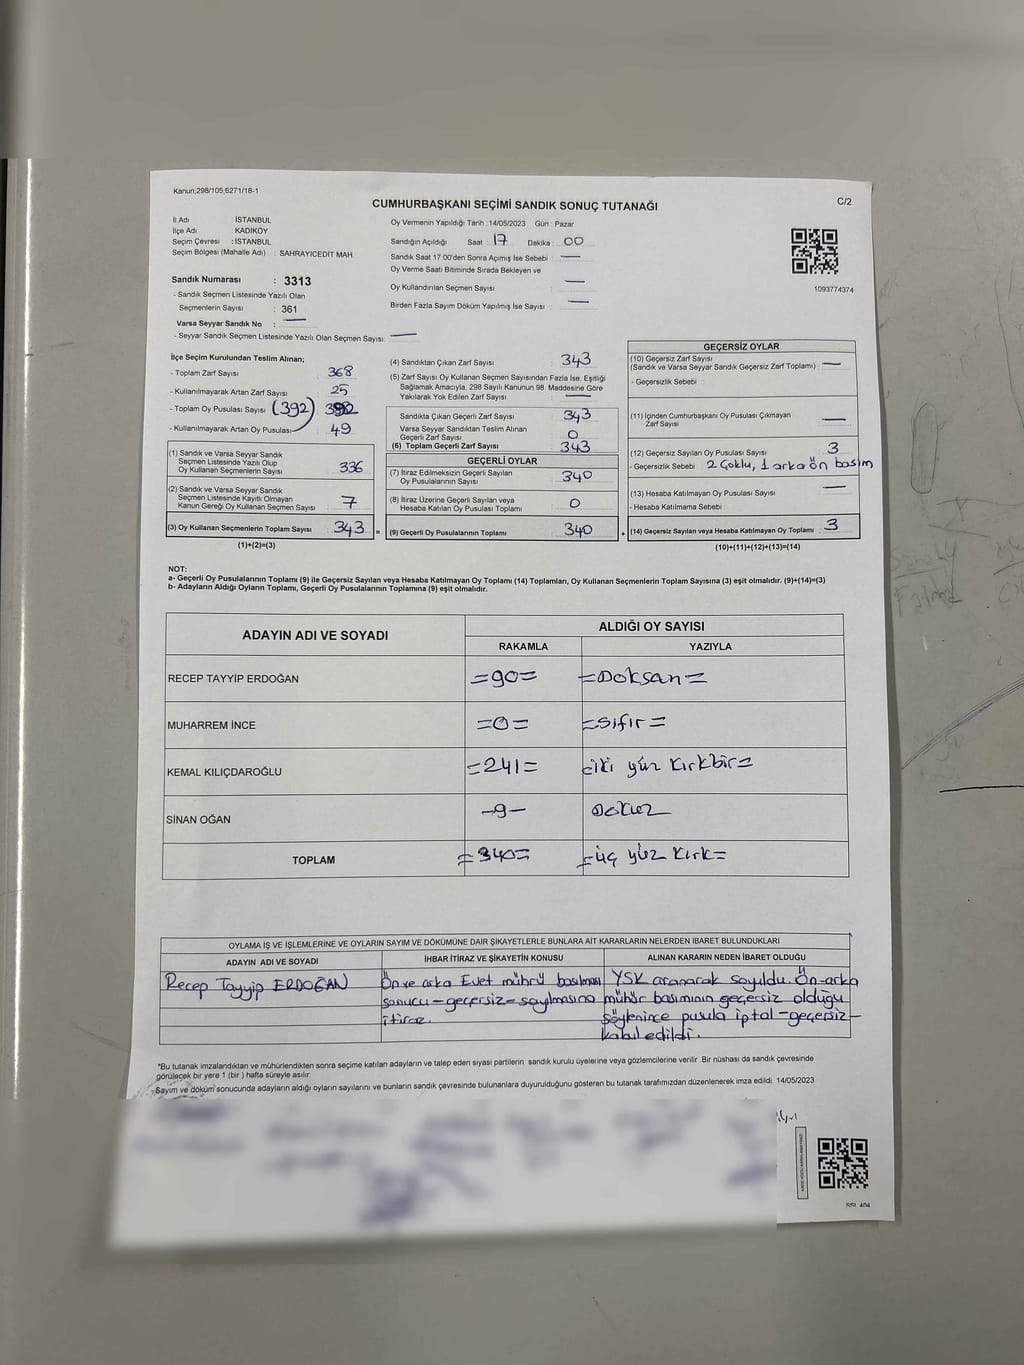 Kanun,298/105,6271/18-1
CUMHURBAŞKANI SEÇİMİ SANDIK SONUÇ TUTANAĞI
C/2
İl Adı : İSTANBUL
İlçe Adı : KADIKÖY
Seçim Çevresi : İSTANBUL
Seçim Bölgesi (Mahalle Adı) : SAHRAYICEDİT MAH.
Sandık Numarası : 3313
- Sandık Seçmen Listesinde Yazılı Olan
Seçmenlerin Sayısı : 361
Varsa Seyyar Sandık No : —
- Seyyar Sandık Seçmen Listesinde Yazılı Olan Seçmen Sayısı: —
Oy Vermenin Yapıldığı Tarih :14/05/2023 Gün : Pazar
Sandığın Açıldığı Saat : 17 Dakika : 00
Sandık Saat 17:00'den Sonra Açılmış İse Sebebi : —
Oy Verme Saati Bitiminde Sırada Bekleyen ve
Oy Kullandırılan Seçmen Sayısı : —
Birden Fazla Sayım Döküm Yapılmış İse Sayısı : —
1093774374
İlçe Seçim Kurulundan Teslim Alınan;
- Toplam Zarf Sayısı 368
- Kullanılmayarak Artan Zarf Sayısı 25
- Toplam Oy Pusulası Sayısı (392) 392
- Kullanılmayarak Artan Oy Pusulası 49
(1) Sandık ve Varsa Seyyar Sandık
Seçmen Listesinde Yazılı Olup
Oy Kullanan Seçmenlerin Sayısı 336
(2) Sandık ve Varsa Seyyar Sandık
Seçmen Listesinde Kayıtlı Olmayan
Kanun Gereği Oy Kullanan Seçmen Sayısı 7
(3) Oy Kullanan Seçmenlerin Toplam Sayısı 343 =
(1)+(2)=(3)
(4) Sandıktan Çıkan Zarf Sayısı 343
(5) Zarf Sayısı Oy Kullanan Seçmen Sayısından Fazla İse, Eşitliği
Sağlamak Amacıyla; 298 Sayılı Kanunun 98. Maddesine Göre
Yakılarak Yok Edilen Zarf Sayısı —
Sandıkta Çıkan Geçerli Zarf Sayısı 343
Varsa Seyyar Sandıktan Teslim Alınan
Geçerli Zarf Sayısı 0
(6) Toplam Geçerli Zarf Sayısı 343
GEÇERLİ OYLAR
(7) İtiraz Edilmeksizin Geçerli Sayılan
Oy Pusulalarının Sayısı 340
(8) İtiraz Üzerine Geçerli Sayılan veya
Hesaba Katılan Oy Pusulası Toplamı 0
(9) Geçerli Oy Pusulalarının Toplamı 340 +
GEÇERSİZ OYLAR
(10) Geçersiz Zarf Sayısı
(Sandık ve Varsa Seyyar Sandık Geçersiz Zarf Toplamı) —
- Geçersizlik Sebebi :
(11) İçinden Cumhurbaşkanı Oy Pusulası Çıkmayan
Zarf Sayısı —
(12) Geçersiz Sayılan Oy Pusulası Sayısı 3
- Geçersizlik Sebebi : 2 Çoklu, 1 arka ön basım
(13) Hesaba Katılmayan Oy Pusulası Sayısı —
- Hesaba Katılmama Sebebi :
(14) Geçersiz Sayılan veya Hesaba Katılmayan Oy Toplamı 3
(10)+(11)+(12)+(13)=(14)
NOT:
a- Geçerli Oy Pusulalarının Toplamı (9) ile Geçersiz Sayılan veya Hesaba Katılmayan Oy Toplamı (14) Toplamları, Oy Kullanan Seçmenlerin Toplam Sayısına (3) eşit olmalıdır. (9)+(14)=(3)
b- Adayların Aldığı Oyların Toplamı, Geçerli Oy Pusulalarının Toplamına (9) eşit olmalıdır.
ADAYIN ADI VE SOYADI
ALDIĞI OY SAYISI
RAKAMLA YAZIYLA
RECEP TAYYİP ERDOĞAN =90= =Doksan=
MUHARREM İNCE =0= =sıfır=
KEMAL KILIÇDAROĞLU =241= =iki yüz kırkbir=
SİNAN OĞAN -9- Dokuz
TOPLAM =340= =üç yüz kırk=
OYLAMA İŞ VE İŞLEMLERİNE VE OYLARIN SAYIM VE DÖKÜMÜNE DAİR ŞİKAYETLERLE BUNLARA AİT KARARLARIN NELERDEN İBARET BULUNDUKLARI
ADAYIN ADI VE SOYADI İHBAR İTİRAZ VE ŞİKAYETİN KONUSU ALINAN KARARIN NEDEN İBARET OLDUĞU
Recep Tayyip ERDOĞAN Ön ve arka Evet mührü basılması YSK aranarak soyuldu. Ön-arka
sonucu -geçersiz= sayılmasına mühür basımının geçersiz olduğu
itiraz. söylenince pusula iptal -geçersiz-
kabul edildi.
*Bu tutanak imzalandıktan ve mühürlendikten sonra seçime katılan adayların ve talep eden siyasi partilerin sandık kurulu üyelerine veya gözlemcilerine verilir. Bir nüshası da sandık çevresinde
görülecek bir yere 1 (bir ) hafta süreyle asılır.
Sayım ve döküm sonucunda adayların aldığı oyların sayılarını ve bunların sandık çevresinde bulunanlara duyurulduğunu gösteren bu tutanak tarafımızdan düzenlenerek imza edildi. 14/05/2023